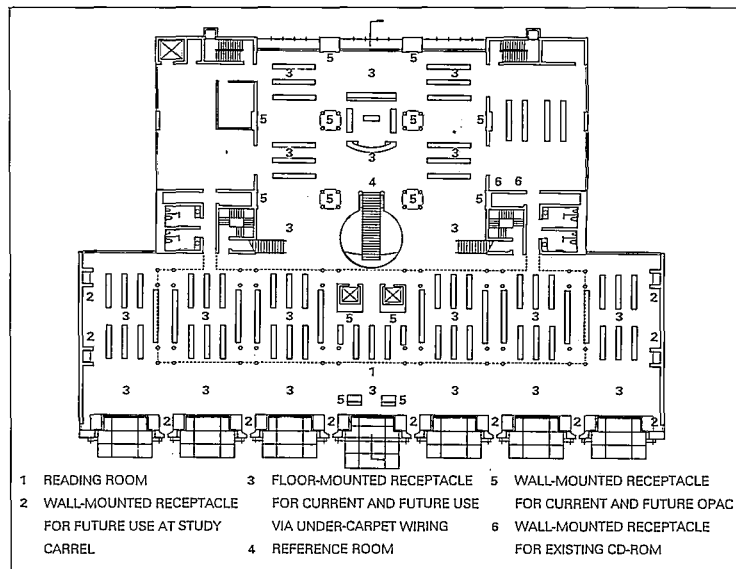 5 5
3 3 3
5 5 5 5
3 3 3
4 6 6
5 5 5 5
3 3
2 2
3 3 3 5 5 3 3 3
2 2
1
3 3 3 3 3 3 3
5 5
2 2 2 2 2 2 2 2
1 READING ROOM
2 WALL-MOUNTED RECEPTACLE
FOR FUTURE USE AT STUDY
CARREL
3 FLOOR-MOUNTED RECEPTACLE
FOR CURRENT AND FUTURE USE
VIA UNDER-CARPET WIRING
4 REFERENCE ROOM
5 WALL-MOUNTED RECEPTACLE
FOR CURRENT AND FUTURE OPAC
6 WALL-MOUNTED RECEPTACLE
FOR EXISTING CD-ROM